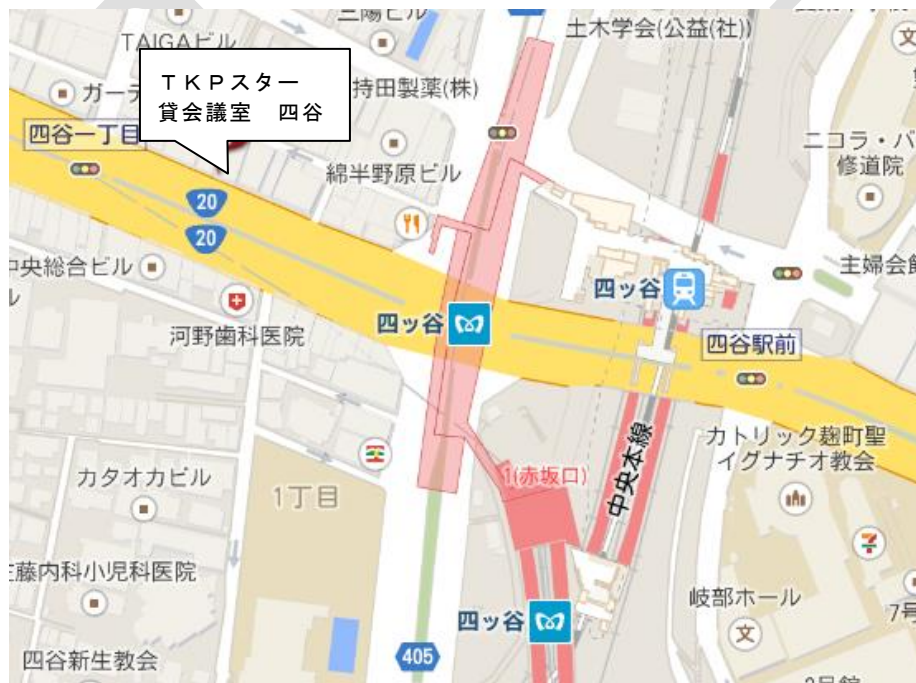 三陽ビル
土木学会(公益(社))
TAIGAビル
TKPスター
貸会議室 四谷
持田製薬(株)
ガーデ
四谷一丁目
綿半野原ビル
ニコラ・バ
修道院
20
20
中央総合ビル
主婦会館
四ッ谷
河野歯科医院
四ッ谷
四谷駅前
中央本線
カトリック麹町聖
イグナチオ教会
カタオカビル
1丁目
1(赤坂口)
佐藤内科小児科医院
岐部ホール
7号
四ッ谷
四谷新生教会
405
2号館